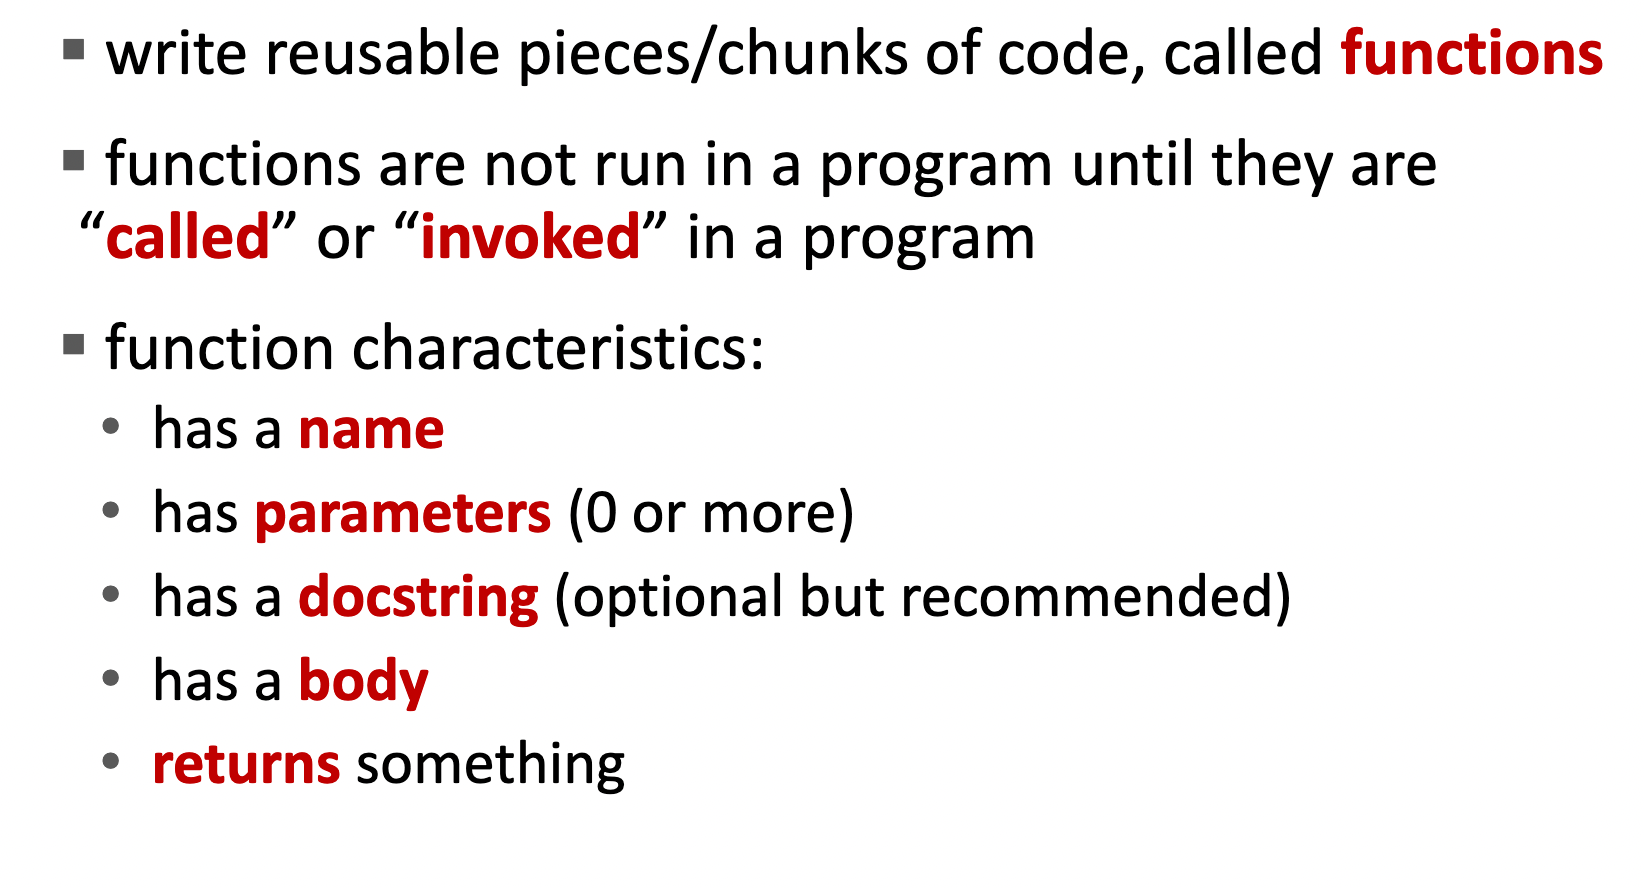 ▪ write reusable pieces/chunks of code, called functions
▪ functions are not run in a program until they are
“called” or “invoked” in a program
▪ function characteristics:
• has a name
• has parameters (0 or more)
• has a docstring (optional but recommended)
• has a body
• returns something